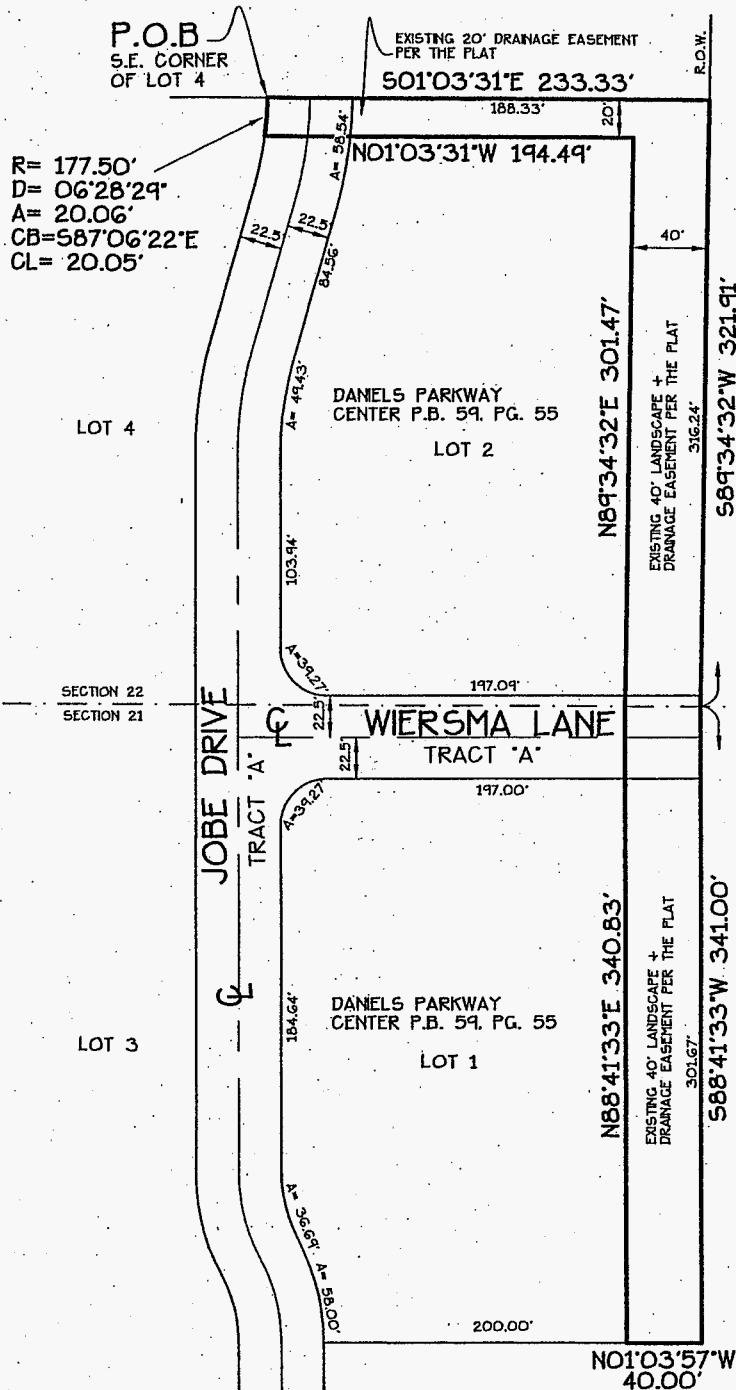 P.O.B
S.E. CORNER
OF LOT 4
EXISTING 20' DRAINAGE EASEMENT
PER THE PLAT
R.O.W.
S01°03'31"E 233.33'
188.33'
20'
A= 58.54'
N01°03'31"W 194.49'
R= 177.50'
D= 06°28'29"
A= 20.06'
CB=S87°06'22"E
CL= 20.05'
22.5
22.5
84.56'
40'
A= 49.43'
LOT 4
DANIELS PARKWAY
CENTER P.B. 59, PG. 55
LOT 2
N89°34'32"E 301.47'
EXISTING 40' LANDSCAPE +
DRAINAGE EASEMENT PER THE PLAT
316.24'
S89°34'32"W 321.91'
103.94'
A=39.27'
197.09'
SECTION 22
SECTION 21
22.5'
WIERSMA LANE
TRACT "A"
22.5'
197.00'
A=39.27'
JOBE DRIVE
TRACT "A"
LOT 3
184.64'
DANIELS PARKWAY
CENTER P.B. 59, PG. 55
LOT 1
N88°41'33"E 340.83'
EXISTING 40' LANDSCAPE +
DRAINAGE EASEMENT PER THE PLAT
301.67'
S88°41'33"W 341.00'
A= 36.69'
A= 58.00'
200.00'
N01°03'57"W
40.00'